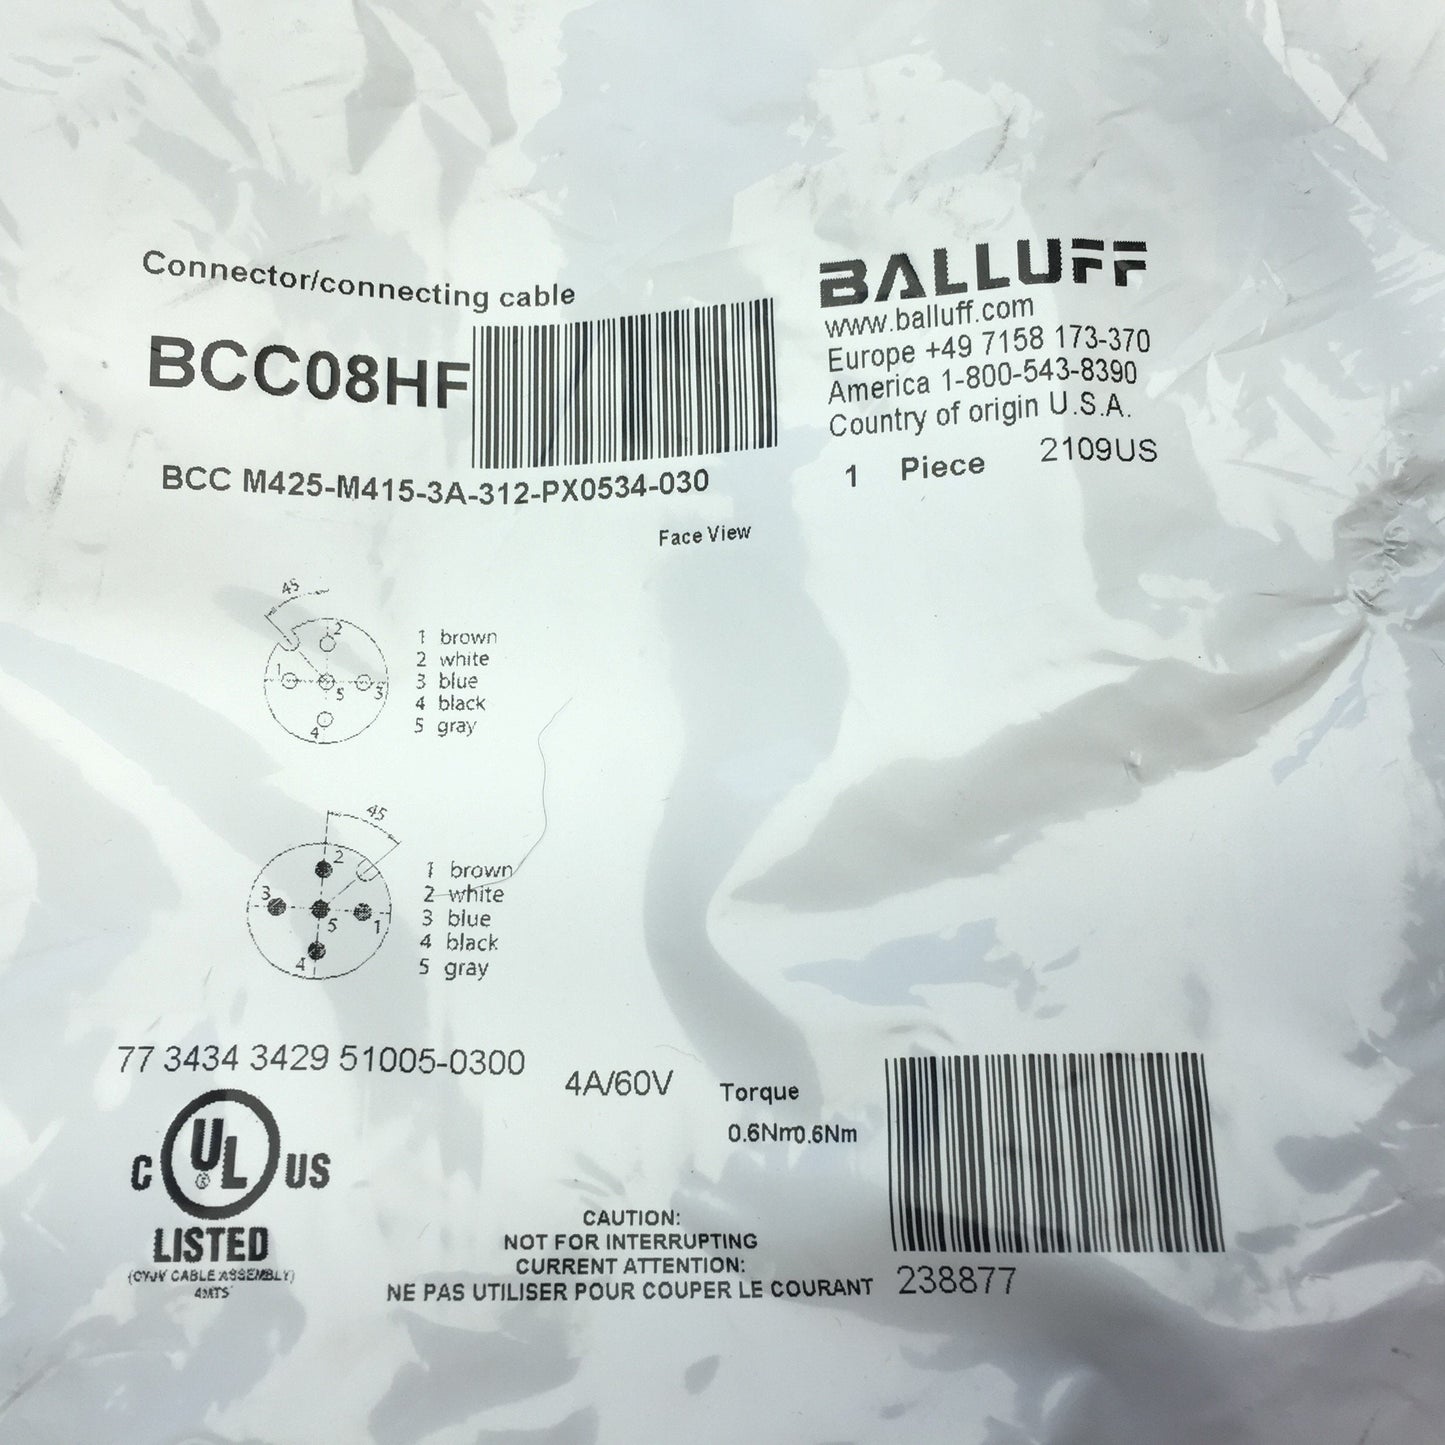 Connector/connecting cable
BCC08HF
BCC M425-M415-3A-312-PX0534-030
BALLUFF
www.balluff.com
Europe +49 7158 173-370
America 1-800-543-8390
Country of origin U.S.A.
1 Piece 2109US
Face View
45
2
1
5
3
4
1 brown
2 white
3 blue
4 black
5 gray
45
2
3
5
1
4
1 brown
2 white
3 blue
4 black
5 gray
77 3434 3429 51005-0300
4A/60V
Torque
0.6Nm0.6Nm
C UL US
LISTED
(CYJV CABLE ASSEMBLY)
CAUTION:
NOT FOR INTERRUPTING
CURRENT ATTENTION:
NE PAS UTILISER POUR COUPER LE COURANT
238877